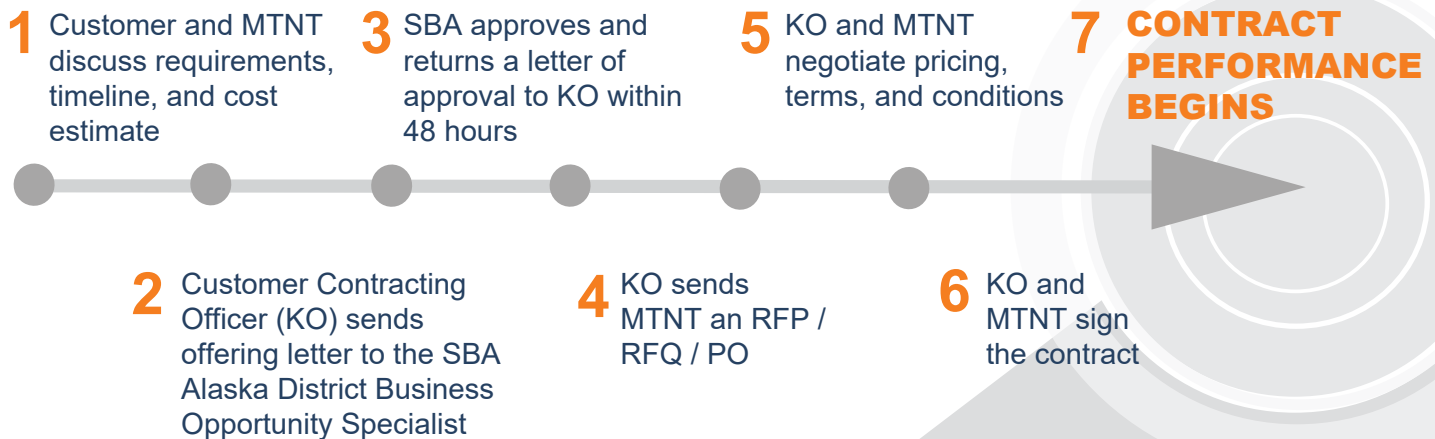 1 Customer and MTNT
discuss requirements,
timeline, and cost
estimate
2 Customer Contracting
Officer (KO) sends
offering letter to the SBA
Alaska District Business
Opportunity Specialist
3 SBA approves and
returns a letter of
approval to KO within
48 hours
4 KO sends
MTNT an RFP /
RFQ / PO
5 KO and MTNT
negotiate pricing,
terms, and conditions
6 KO and
MTNT sign
the contract
7 CONTRACT
PERFORMANCE
BEGINS